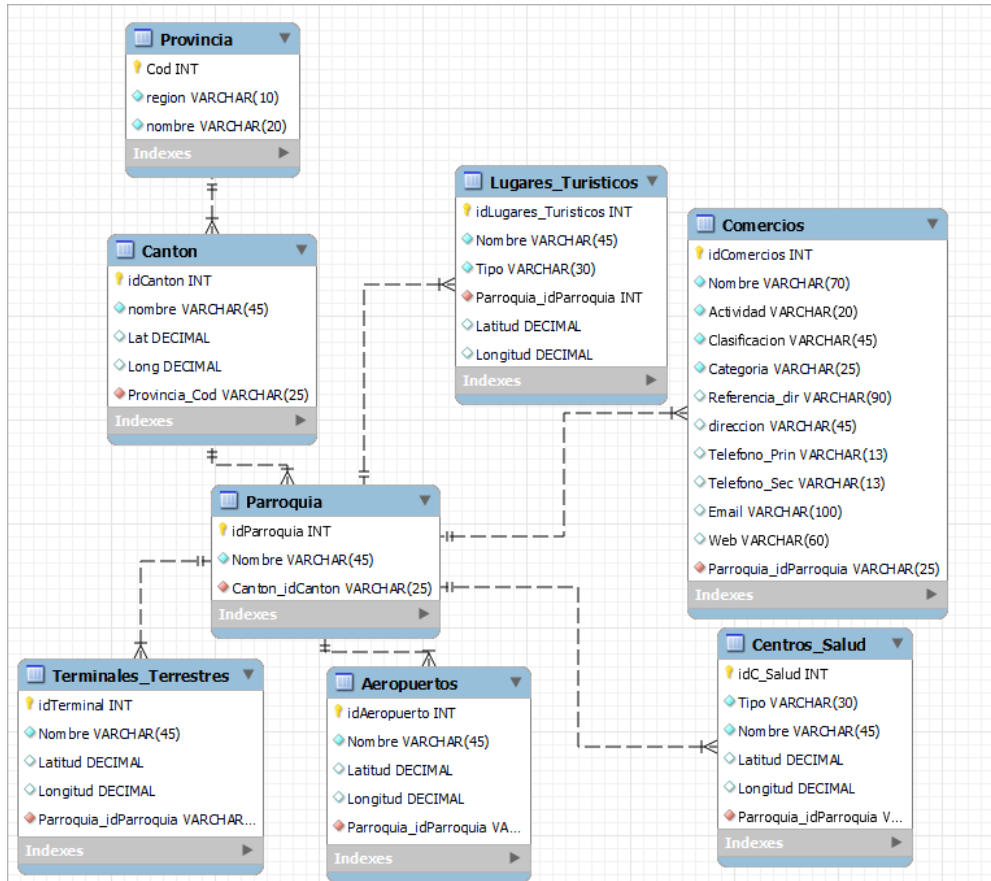 Provincia
Cod INT
region VARCHAR(10)
nombre VARCHAR(20)
Indexes
Canton
idCanton INT
nombre VARCHAR(45)
Lat DECIMAL
Long DECIMAL
Provincia_Cod VARCHAR(25)
Indexes
Lugares_Turisticos
idLugares_Turisticos INT
Nombre VARCHAR(45)
Tipo VARCHAR(30)
Parroquia_idParroquia INT
Latitud DECIMAL
Longitud DECIMAL
Indexes
Comercios
idComercios INT
Nombre VARCHAR(70)
Actividad VARCHAR(20)
Clasificacion VARCHAR(45)
Categoria VARCHAR(25)
Referencia_dir VARCHAR(90)
direccion VARCHAR(45)
Telefono_Prin VARCHAR(13)
Telefono_Sec VARCHAR(13)
Email VARCHAR(100)
Web VARCHAR(60)
Parroquia_idParroquia VARCHAR(25)
Indexes
Parroquia
idParroquia INT
Nombre VARCHAR(45)
Canton_idCanton VARCHAR(25)
Indexes
Terminales_Terrestres
idTerminal INT
Nombre VARCHAR(45)
Latitud DECIMAL
Longitud DECIMAL
Parroquia_idParroquia VARCHAR...
Indexes
Aeropuertos
idAeropuerto INT
Nombre VARCHAR(45)
Latitud DECIMAL
Longitud DECIMAL
Parroquia_idParroquia VA...
Indexes
Centros_Salud
idC_Salud INT
Tipo VARCHAR(30)
Nombre VARCHAR(45)
Latitud DECIMAL
Longitud DECIMAL
Parroquia_idParroquia V...
Indexes